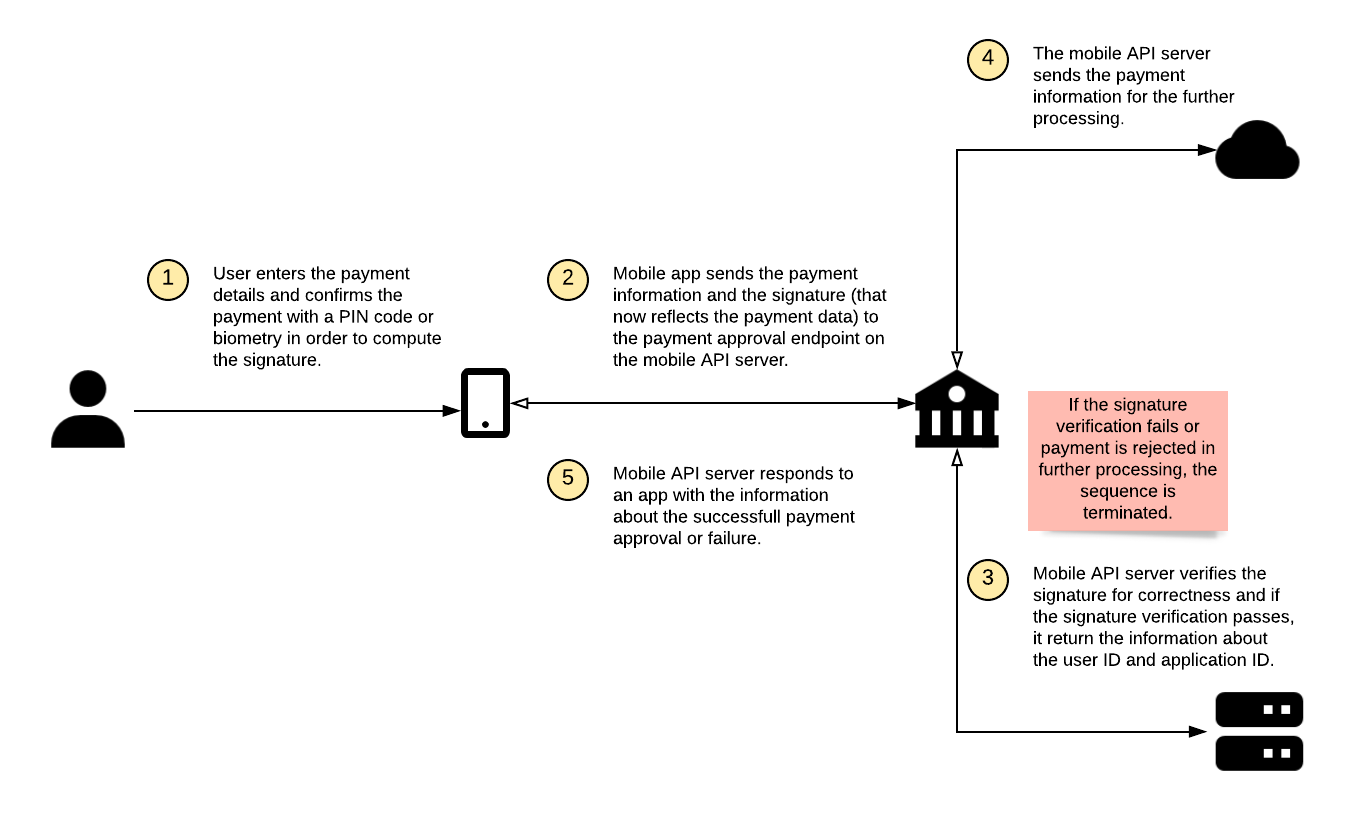 1
User enters the payment
details and confirms the
payment with a PIN code or
biometry in order to compute
the signature.
2
Mobile app sends the payment
information and the signature (that
now reflects the payment data) to
the payment approval endpoint on
the mobile API server.
3
Mobile API server verifies the
signature for correctness and if
the signature verification passes,
it return the information about
the user ID and application ID.
4
The mobile API server
sends the payment
information for the further
processing.
5
Mobile API server responds to
an app with the information
about the successfull payment
approval or failure.
If the signature
verification fails or
payment is rejected in
further processing, the
sequence is
terminated.